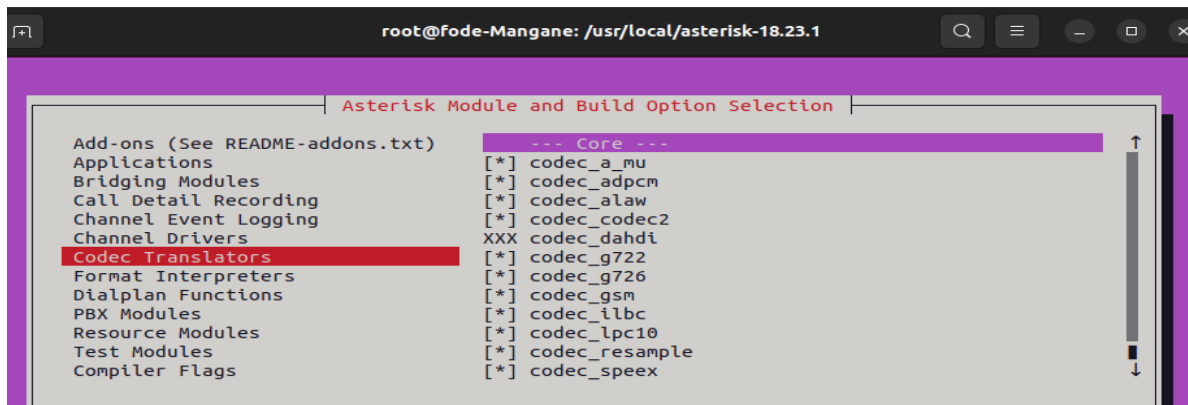 root@fode-Mangane: /usr/local/asterisk-18.23.1
Asterisk Module and Build Option Selection
Add-ons (See README-addons.txt) --- Core ---
Applications [*] codec_a_mu
Bridging Modules [*] codec_adpcm
Call Detail Recording [*] codec_alaw
Channel Event Logging [*] codec_codec2
Channel Drivers XXX codec_dahdi
Codec Translators [*] codec_g722
Format Interpreters [*] codec_g726
Dialplan Functions [*] codec_gsm
PBX Modules [*] codec_ilbc
Resource Modules [*] codec_lpc10
Test Modules [*] codec_resample
Compiler Flags [*] codec_speex